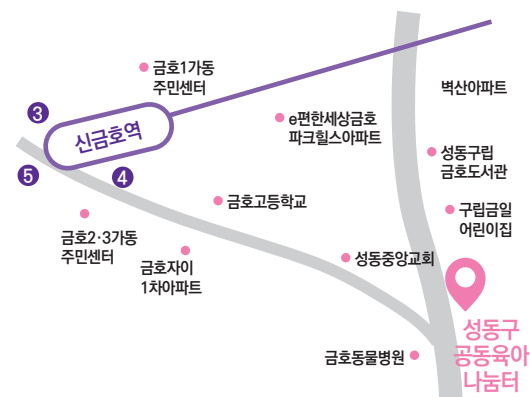 금호1가동
주민센터
벽산아파트
3
신금호역
e편한세상금호
파크힐스아파트
성동구립
금호도서관
5
4
금호고등학교
구립금일
어린이집
금호2·3가동
주민센터
금호자이
1차아파트
성동중앙교회
성동구
공동육아
나눔터
금호동물병원